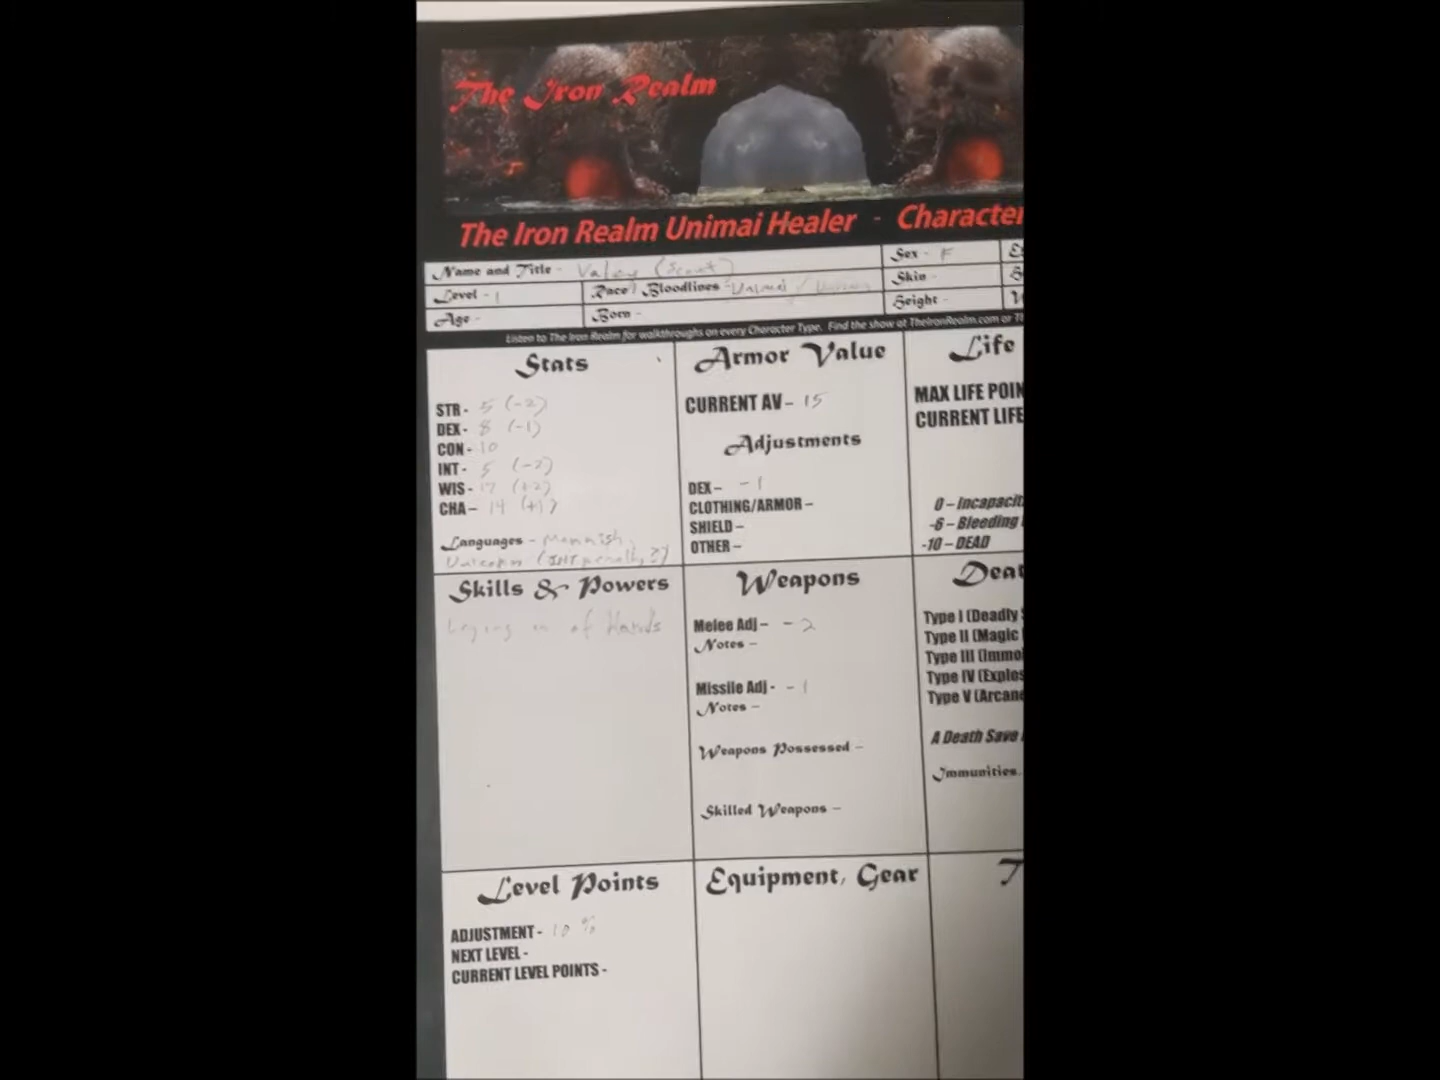 The Iron Realm
The Iron Realm Unimai Healer - Character
Name and Title - Valey (Scout)
Sex - F
Level - 1
Race / Bloodlines - Unimai /
Skin -
Age -
Born -
Height -
Listen to The Iron Realm for walkthroughs on every Character Type. Find the show at TheIronRealm.com or
Stats
STR - 5 (-2)
DEX - 8 (-1)
CON - 10
INT - 5 (-2)
WIS - 17 (+2)
CHA - 14 (+1)
Languages - Mannish,
Unicorn (INT penalty?)
Armor Value
CURRENT AV - 15
Adjustments
DEX - -1
CLOTHING/ARMOR -
SHIELD -
OTHER -
Life
MAX LIFE POIN
CURRENT LIFE
0 - Incapacit
-6 - Bleeding
-10 - DEAD
Skills & Powers
Laying on of Hands
Weapons
Melee Adj - -2
Notes -
Missile Adj - -1
Notes -
Weapons Possessed -
Skilled Weapons -
Deat
Type I (Deadly
Type II (Magic
Type III (Immo
Type IV (Explos
Type V (Arcane
A Death Save
Immunities.
Level Points
ADJUSTMENT - 10 %
NEXT LEVEL -
CURRENT LEVEL POINTS -
Equipment, Gear
T